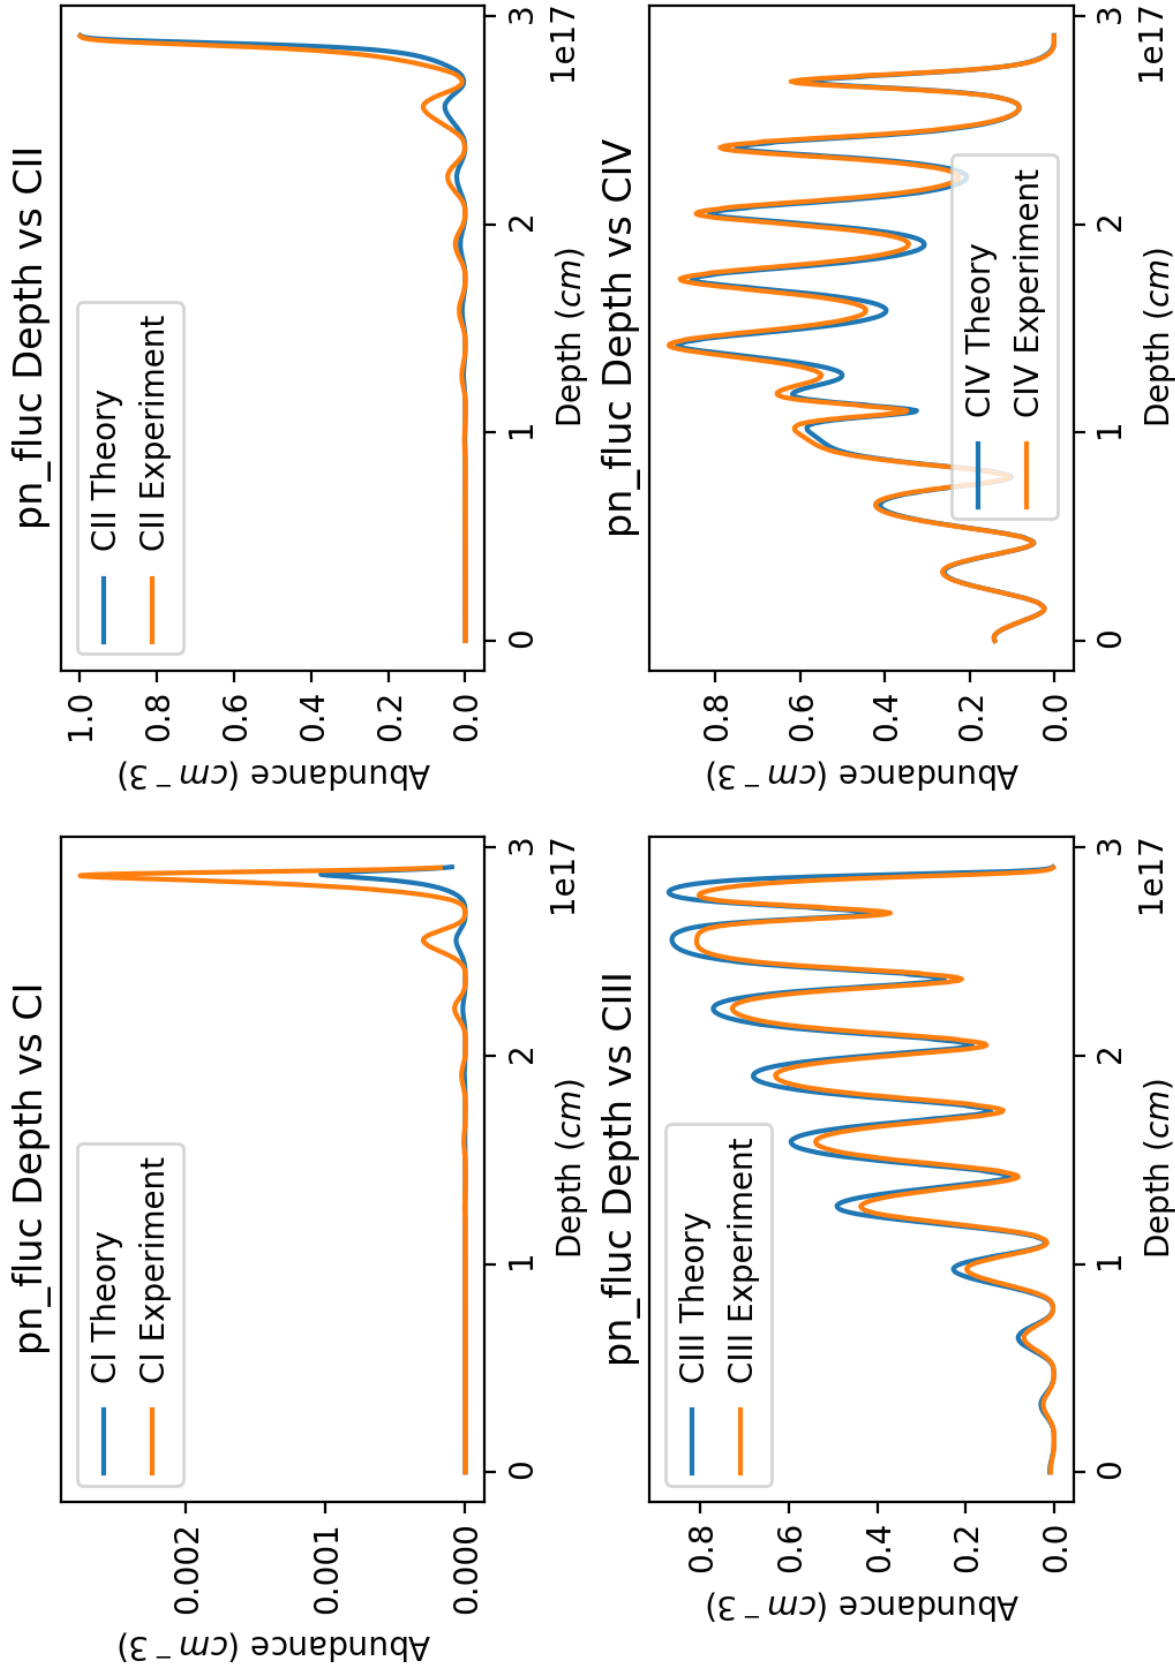 pn_fluc Depth vs CI
CI Theory
CI Experiment
0.002
0.001
0.000
Abundance (cm⁻3)
0
1
2
3
1e17
Depth (cm)
pn_fluc Depth vs CII
CII Theory
CII Experiment
1.0
0.8
0.6
0.4
0.2
0.0
Abundance (cm⁻3)
0
1
2
3
1e17
Depth (cm)
pn_fluc Depth vs CIII
CIII Theory
CIII Experiment
0.8
0.6
0.4
0.2
0.0
Abundance (cm⁻3)
0
1
2
3
1e17
Depth (cm)
pn_fluc Depth vs CIV
CIV Theory
CIV Experiment
0.8
0.6
0.4
0.2
0.0
Abundance (cm⁻3)
0
1
2
3
1e17
Depth (cm)